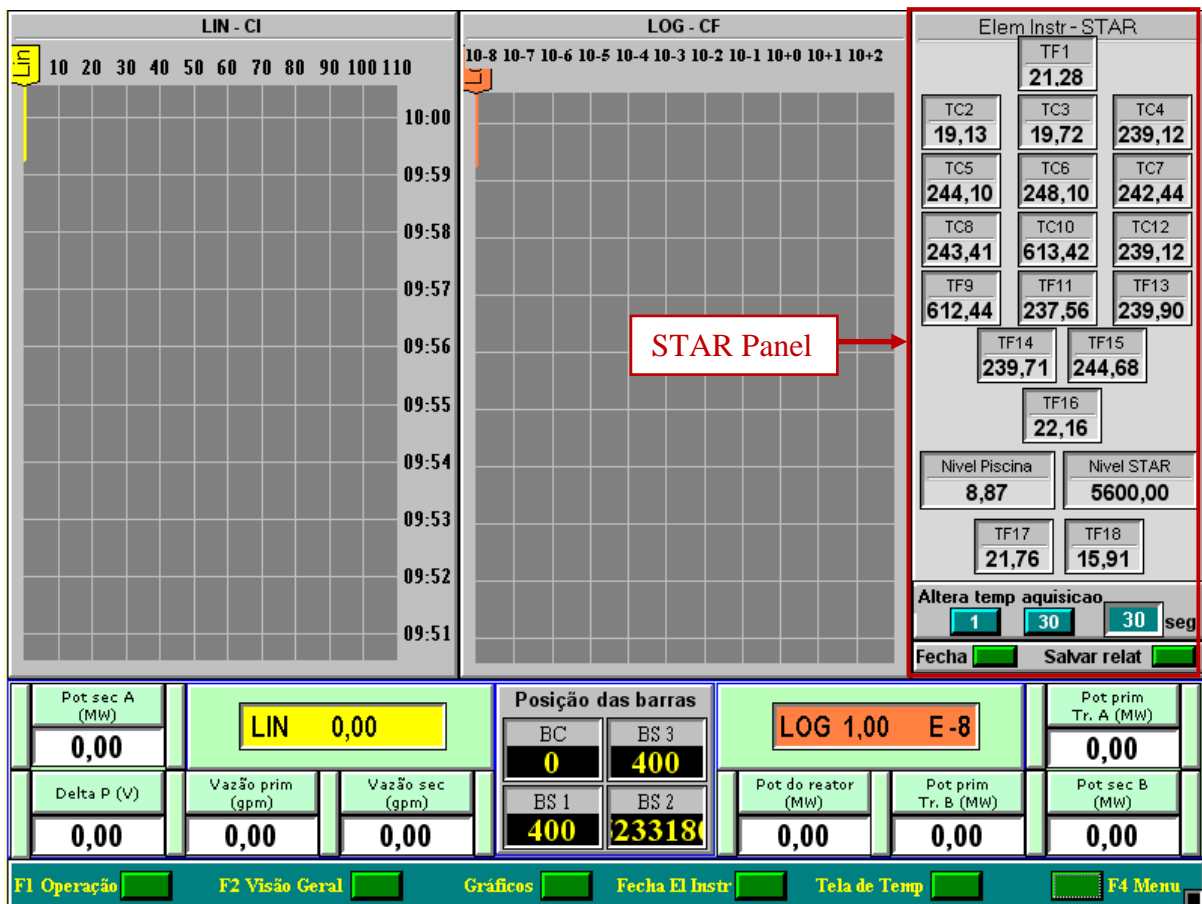 LIN - CI
Lin
10 20 30 40 50 60 70 80 90 100 110
10:00
09:59
09:58
09:57
09:56
09:55
09:54
09:53
09:52
09:51
LOG - CF
10-8 10-7 10-6 10-5 10-4 10-3 10-2 10-1 10+0 10+1 10+2
STAR Panel
Elem Instr - STAR
TF1
21,28
TC2 TC3 TC4
19,13 19,72 239,12
TC5 TC6 TC7
244,10 248,10 242,44
TC8 TC10 TC12
243,41 613,42 239,12
TF9 TF11 TF13
612,44 237,56 239,90
TF14 TF15
239,71 244,68
TF16
22,16
Nivel Piscina Nivel STAR
8,87 5600,00
TF17 TF18
21,76 15,91
Altera temp aquisicao
1 30 30 seg
Fecha Salvar relat
Pot sec A
(MW)
0,00
LIN 0,00
Delta P (V)
0,00
Vazão prim
(gpm)
0,00
Vazão sec
(gpm)
0,00
Posição das barras
BC BS 3
0 400
BS 1 BS 2
400 233180
LOG 1,00 E-8
Pot prim
Tr. A (MW)
0,00
Pot do reator
(MW)
0,00
Pot prim
Tr. B (MW)
0,00
Pot sec B
(MW)
0,00
F1 Operação F2 Visão Geral Gráficos Fecha El Instr Tela de Temp F4 Menu